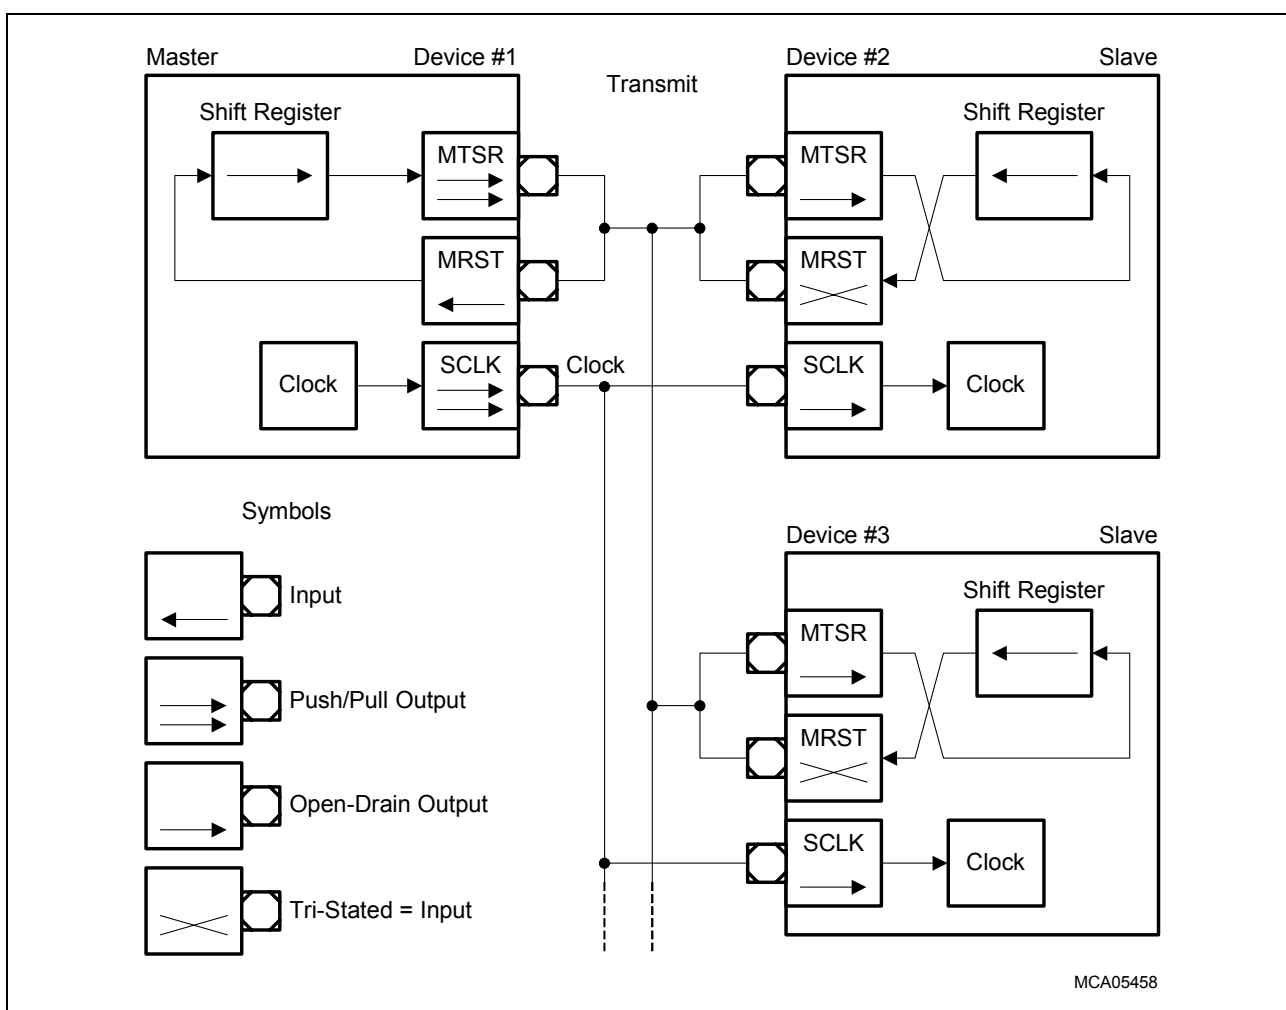 Master Device #1
Transmit
Device #2 Slave
Shift Register
MTSR
MRST
Clock
SCLK
Clock
MTSR
Shift Register
MRST
SCLK
Clock
Symbols
Input
Push/Pull Output
Open-Drain Output
Tri-Stated = Input
Device #3 Slave
MTSR
Shift Register
MRST
SCLK
Clock
MCA05458